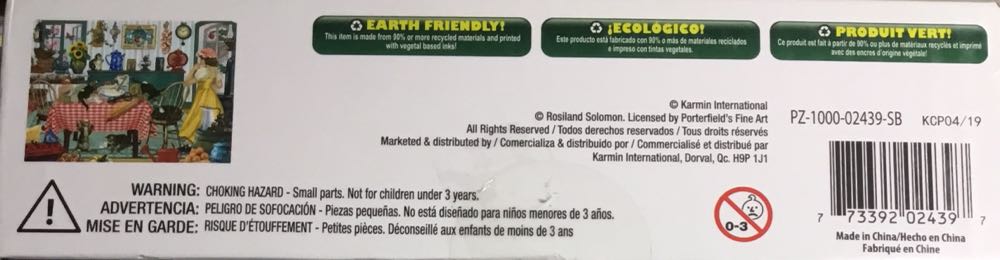 EARTH FRIENDLY!
This item is made from 90% or more recycled materials and printed
with vegetal based inks!
¡ECOLÓGICO!
Este producto está fabricado con 90% o más de materiales reciclados
e impreso con tintas vegetales.
PRODUIT VERT!
Ce produit est fait à partir de 90% ou plus de matériaux recyclés et imprimé
avec des encres d'origine végétale!
© Karmin International
© Rosiland Solomon. Licensed by Porterfield's Fine Art
All Rights Reserved / Todos derechos reservados / Tous droits réservés
Marketed & distributed by / Comercializa & distribuido por / Commercialisé et distribué par
Karmin International, Dorval, Qc. H9P 1J1
PZ-1000-02439-SB KCP04/19
WARNING: CHOKING HAZARD - Small parts. Not for children under 3 years.
ADVERTENCIA: PELIGRO DE SOFOCACIÓN - Piezas pequeñas. No está diseñado para niños menores de 3 años.
MISE EN GARDE: RISQUE D'ÉTOUFFEMENT - Petites pièces. Déconseillé aux enfants de moins de 3 ans
0-3
7 73392 02439 7
Made in China/Hecho en China
Fabriqué en Chine